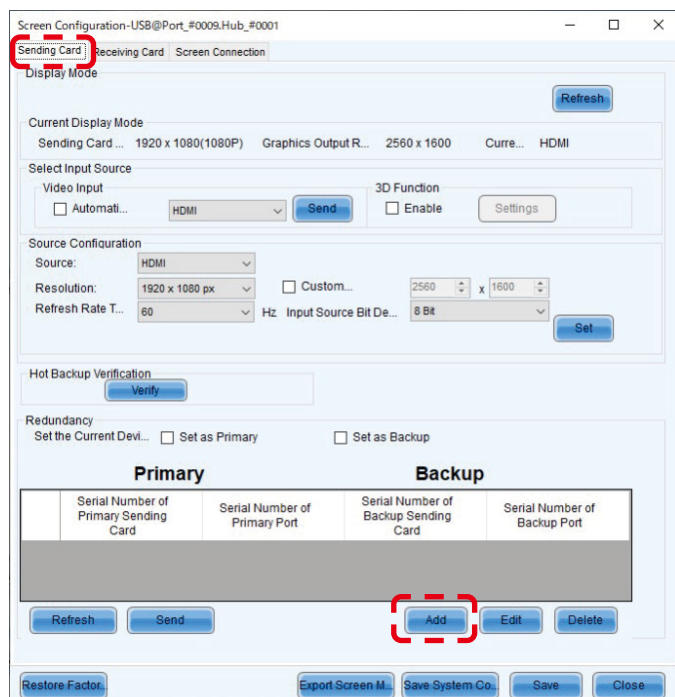 Screen Configuration-USB@Port_#0009.Hub_#0001
Sending Card Receiving Card Screen Connection
Display Mode
Refresh
Current Display Mode
Sending Card ... 1920 x 1080(1080P) Graphics Output R... 2560 x 1600 Curre... HDMI
Select Input Source
Video Input 3D Function
Automati... HDMI Send Enable Settings
Source Configuration
Source: HDMI
Resolution: 1920 x 1080 px Custom... 2560 x 1600
Refresh Rate T... 60 Hz Input Source Bit De... 8 Bit
Set
Hot Backup Verification
Verify
Redundancy
Set the Current Devi... Set as Primary Set as Backup
Primary Backup
Serial Number of Primary Sending Card Serial Number of Primary Port Serial Number of Backup Sending Card Serial Number of Backup Port
Refresh Send Add Edit Delete
Restore Factor... Export Screen M... Save System Co... Save Close